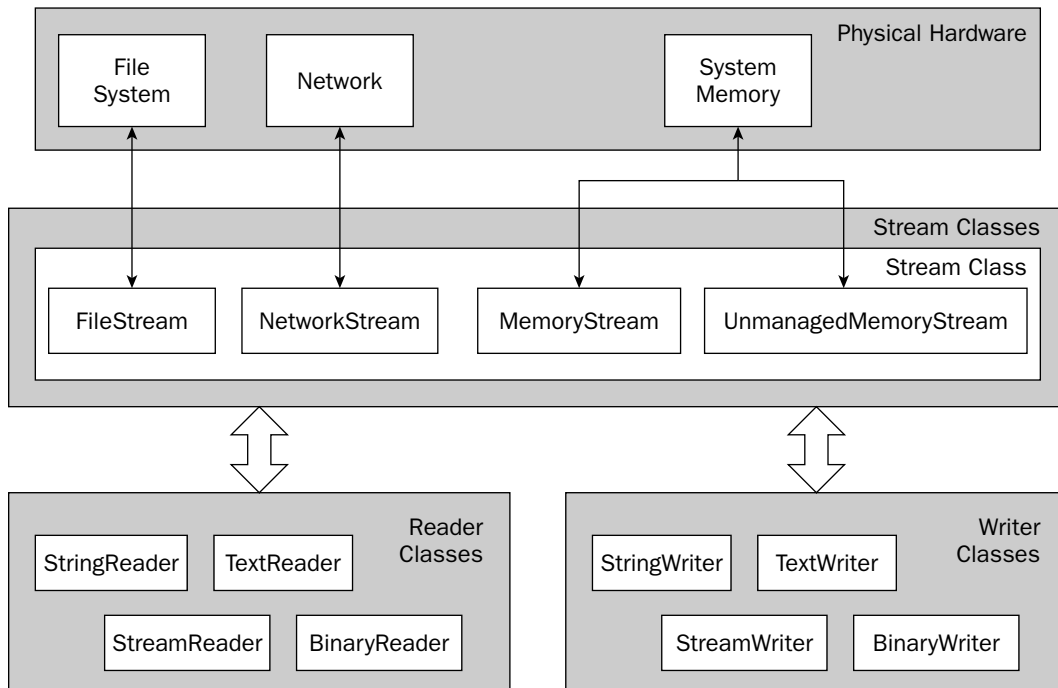 Physical Hardware
File
System
Network
System
Memory
Stream Classes
Stream Class
FileStream
NetworkStream
MemoryStream
UnmanagedMemoryStream
Reader
Classes
StringReader
TextReader
StreamReader
BinaryReader
Writer
Classes
StringWriter
TextWriter
StreamWriter
BinaryWriter